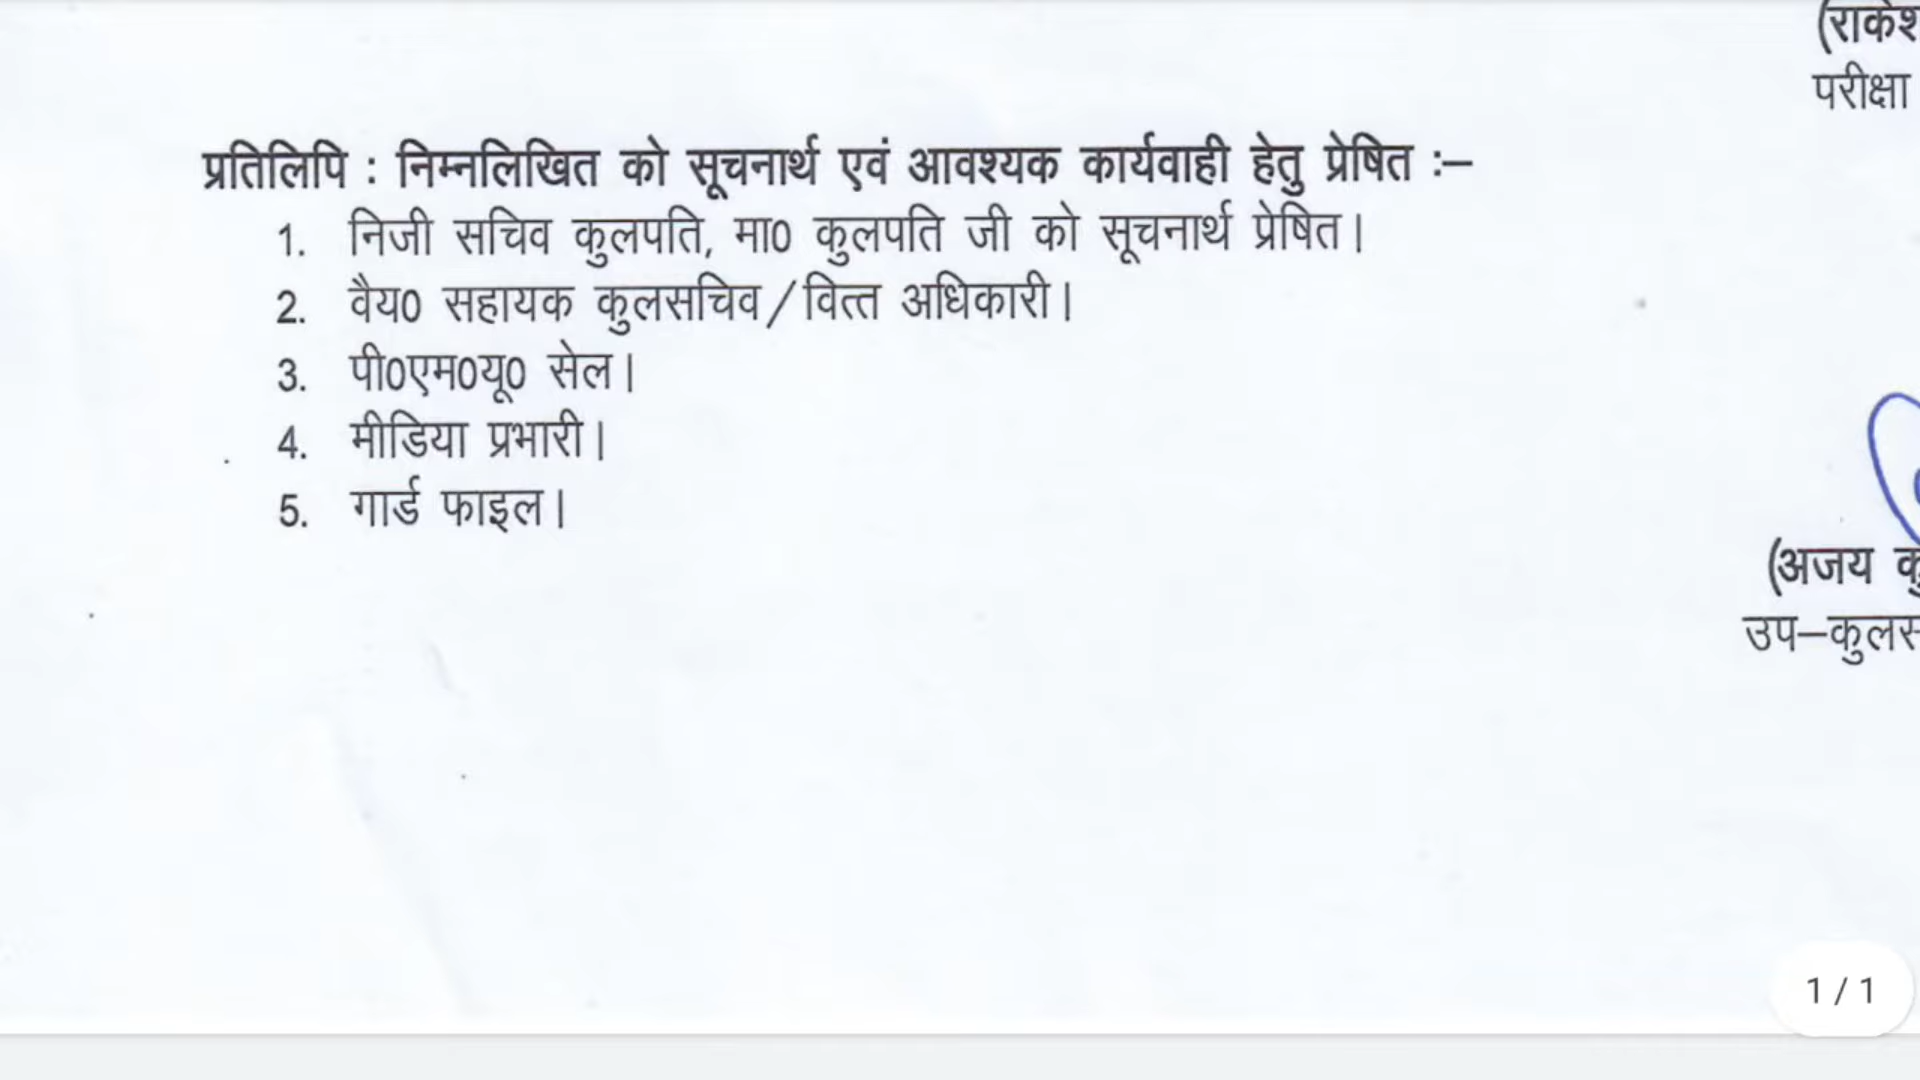 (राकेश
परीक्षा
प्रतिलिपि : निम्नलिखित को सूचनार्थ एवं आवश्यक कार्यवाही हेतु प्रेषित :–
1. निजी सचिव कुलपति, मा0 कुलपति जी को सूचनार्थ प्रेषित।
2. वैय0 सहायक कुलसचिव/वित्त अधिकारी।
3. पी0एम0यू0 सेल।
4. मीडिया प्रभारी।
5. गार्ड फाइल।
(अजय
1 / 1